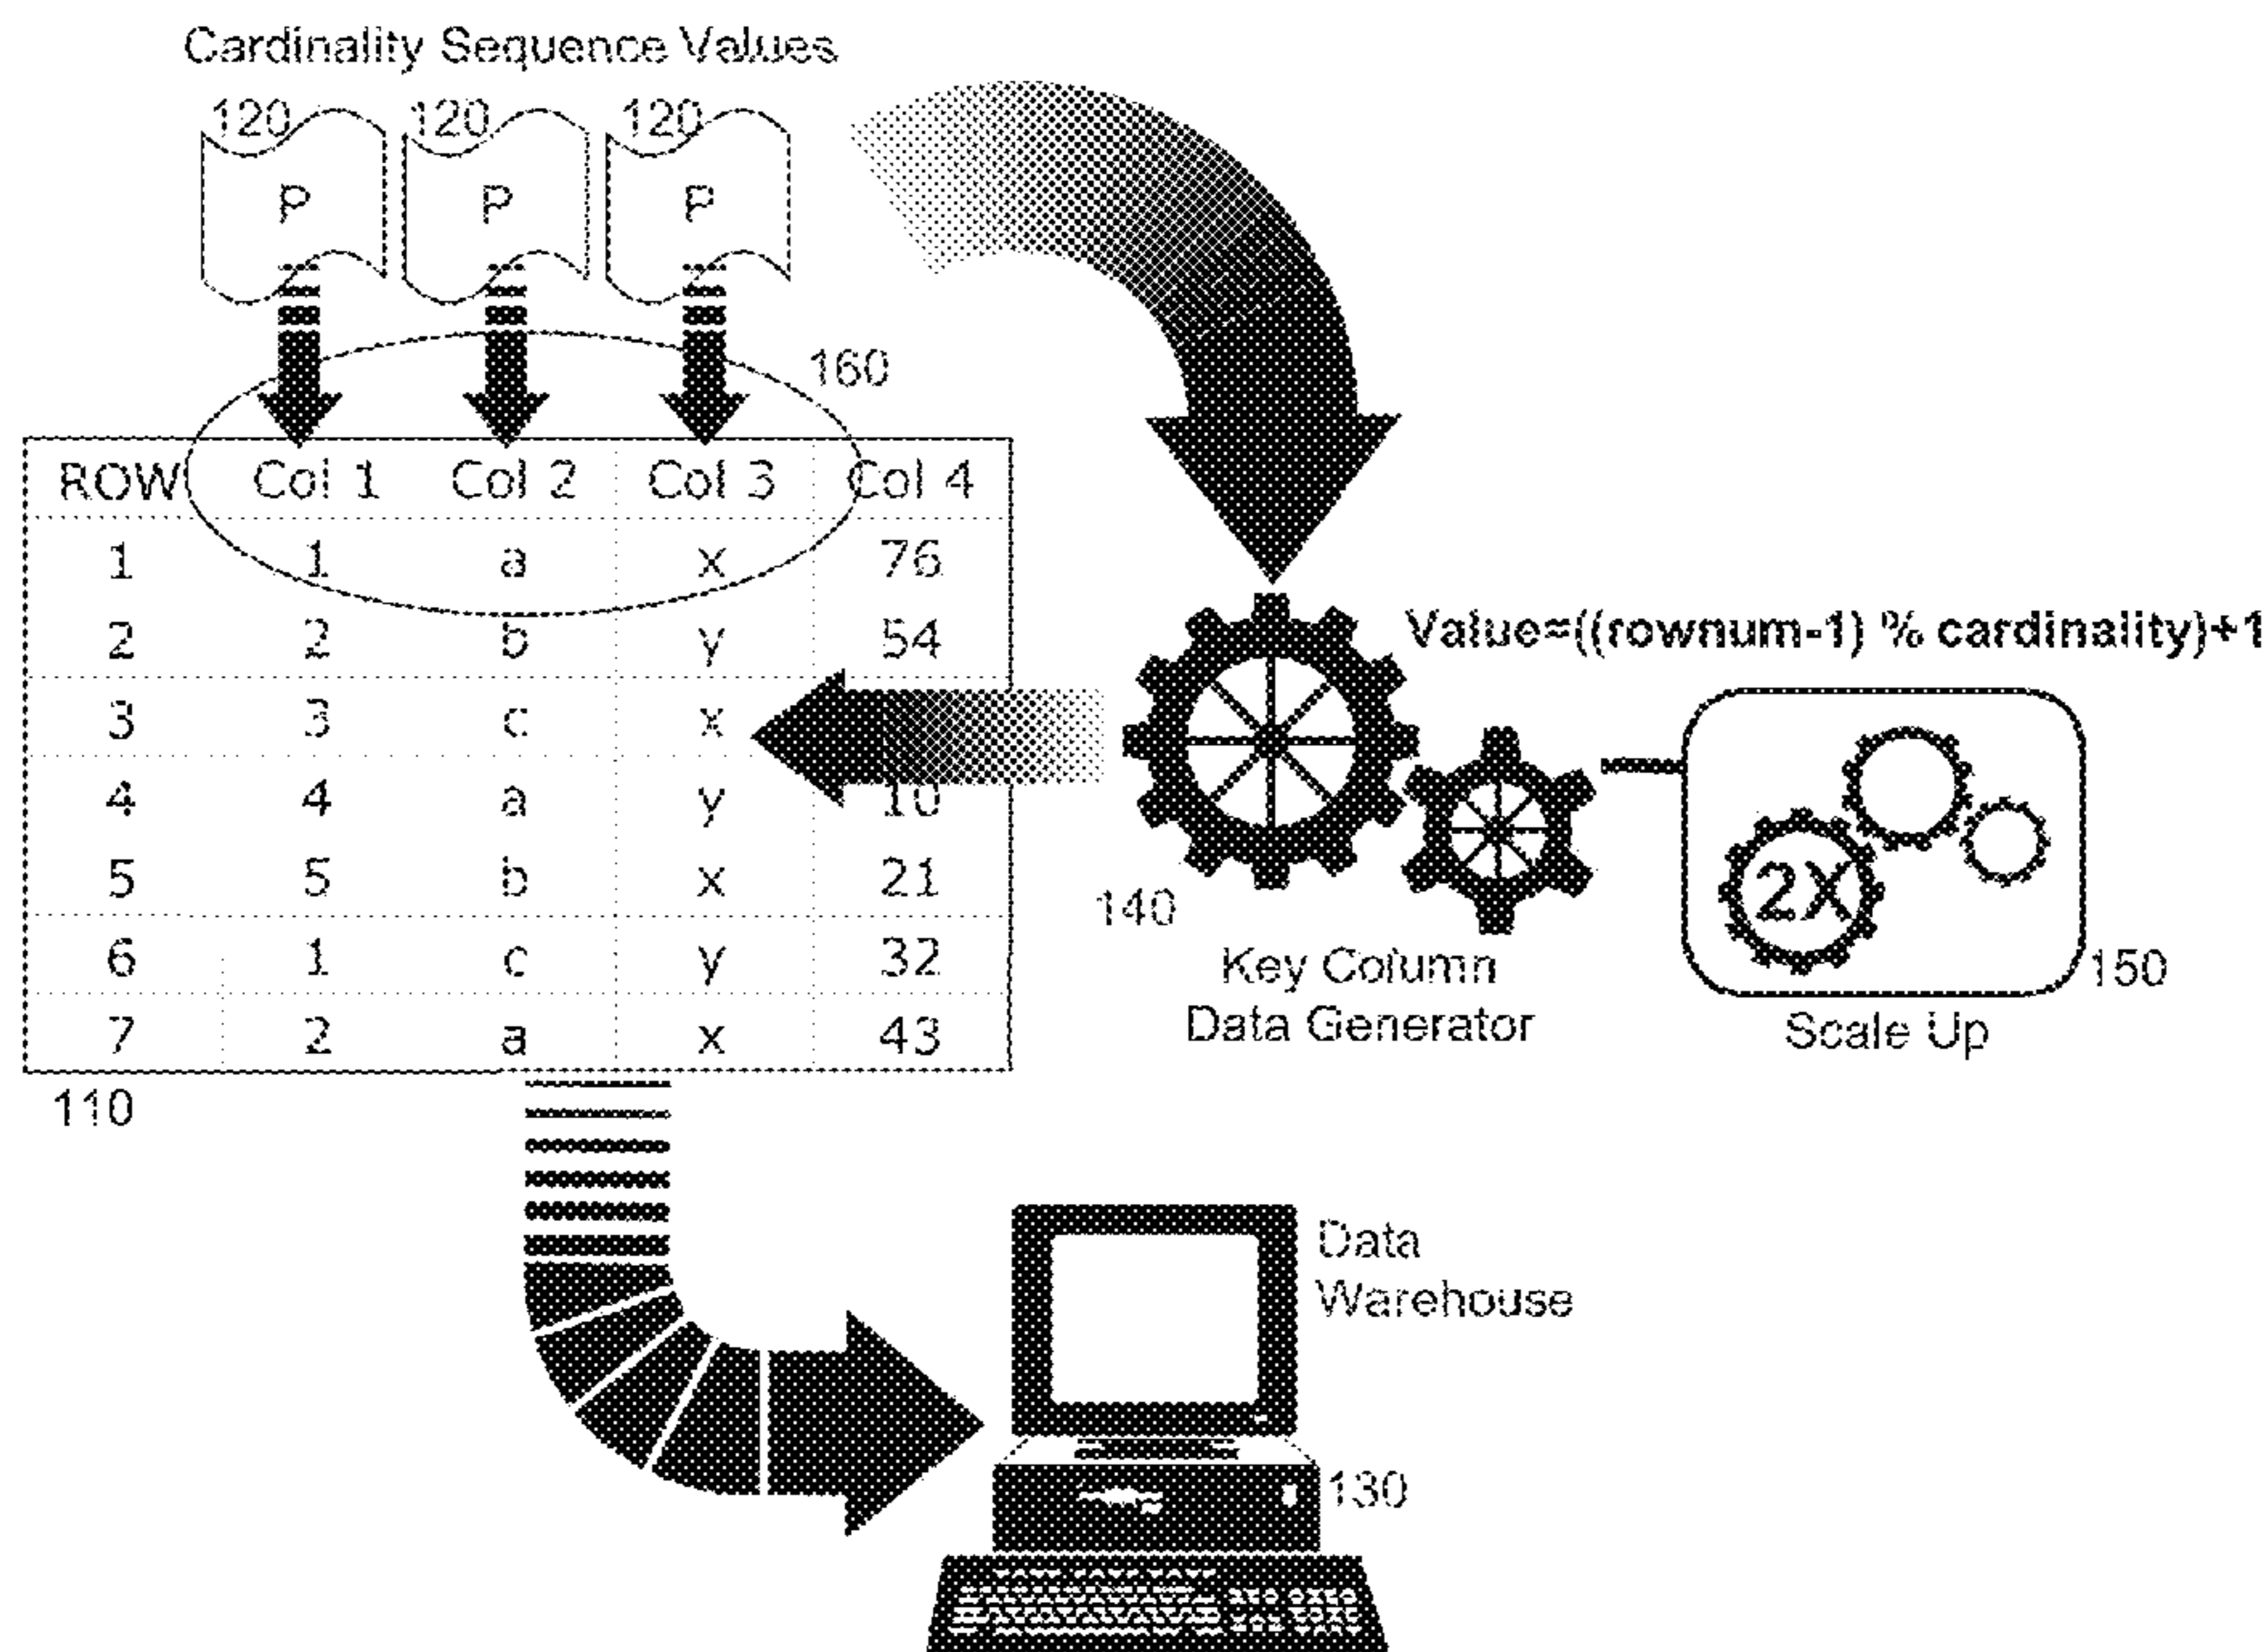 Cardinality Sequence Values
120 120 120
P P P
160
ROW Col 1 Col 2 Col 3 Col 4
1 1 a x 76
2 2 b y 54
3 3 c x
4 4 a y 10
5 5 b x 21
6 1 c y 32
7 2 a x 43
110
Value=((rownum-1) % cardinality)+1
2X
140
150
Key Column
Data Generator
Scale Up
Data
Warehouse
130